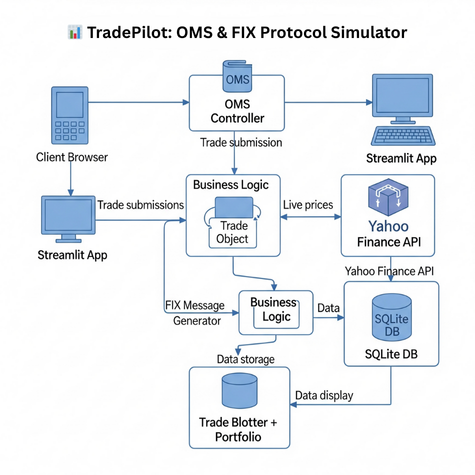 📊 TradePilot: OMS & FIX Protocol Simulator
OMS
OMS
Controller
Client Browser
Streamlit App
Trade submission
Business Logic
Trade
Object
Trade submissions
Live prices
Yahoo
Finance API
Streamlit App
Yahoo Finance API
FIX Message
Generator
Business
Logic
Data
SQLite
DB
SQLite DB
Data storage
Trade Blotter +
Portfolio
Data display